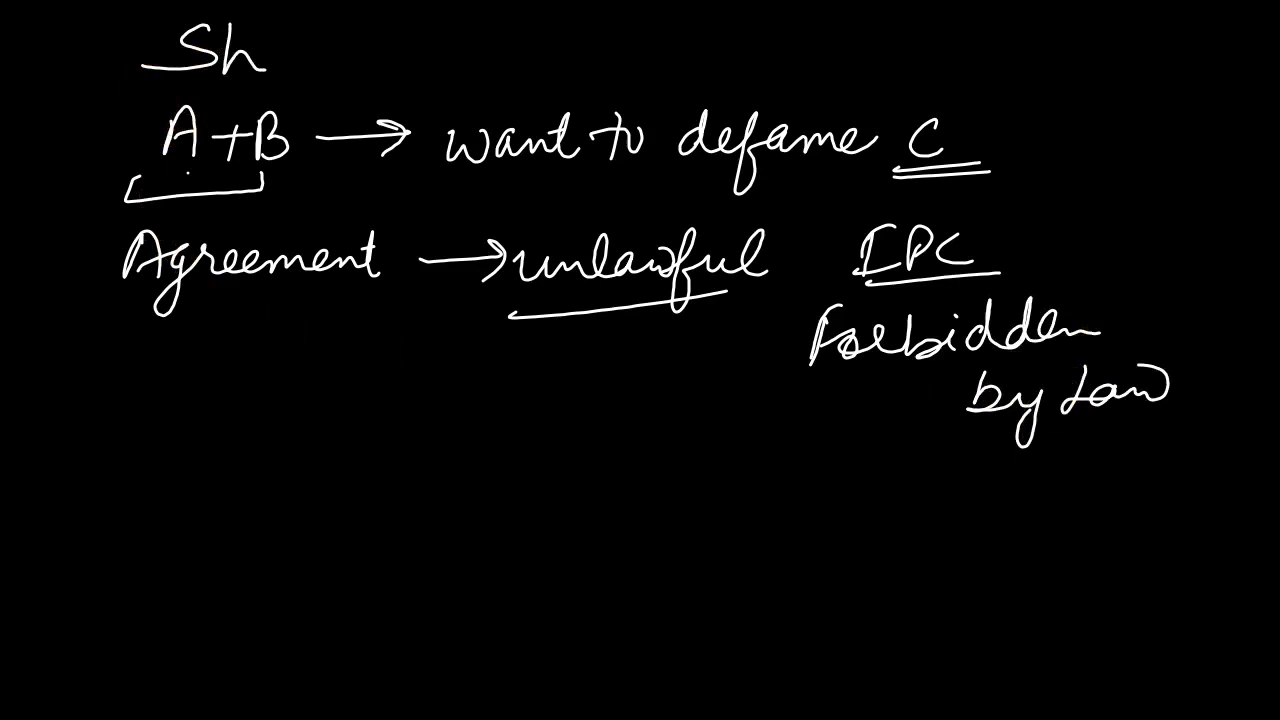 Sh
A+B → want to defame C
Agreement → unlawful IPC
Forbidden
by Law